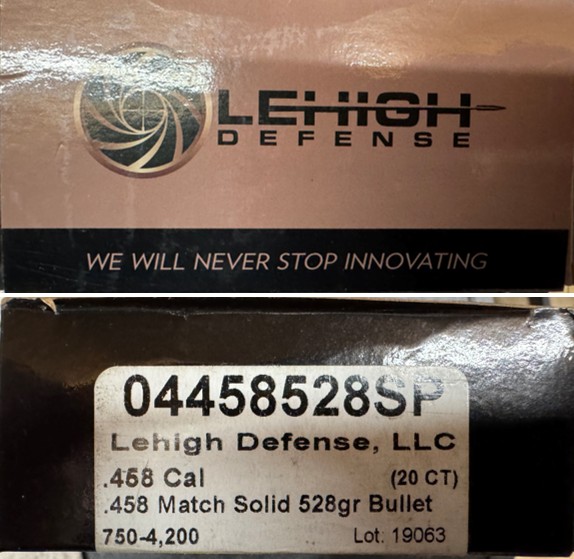 LEHIGH
DEFENSE
WE WILL NEVER STOP INNOVATING
04458528SP
Lehigh Defense, LLC
.458 Cal (20 CT)
.458 Match Solid 528gr Bullet
750-4,200 Lot: 19063